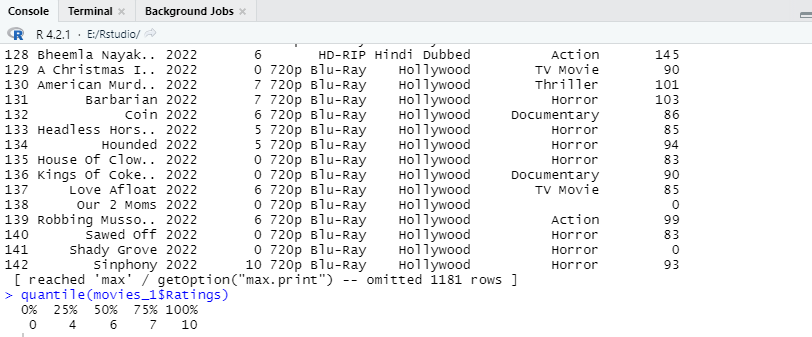 Console Terminal × Background Jobs ×
R R 4.2.1 · E:/Rstudio/
128 Bheemla Nayak.. 2022 6 HD-RIP Hindi Dubbed Action 145
129 A Christmas I.. 2022 0 720p Blu-Ray Hollywood TV Movie 90
130 American Murd.. 2022 7 720p Blu-Ray Hollywood Thriller 101
131 Barbarian 2022 7 720p Blu-Ray Hollywood Horror 103
132 Coin 2022 6 720p Blu-Ray Hollywood Documentary 86
133 Headless Hors.. 2022 5 720p Blu-Ray Hollywood Horror 85
134 Hounded 2022 5 720p Blu-Ray Hollywood Horror 94
135 House Of Clow.. 2022 0 720p Blu-Ray Hollywood Horror 83
136 Kings Of Coke.. 2022 0 720p Blu-Ray Hollywood Documentary 90
137 Love Afloat 2022 6 720p Blu-Ray Hollywood TV Movie 85
138 Our 2 Moms 2022 0 720p Blu-Ray Hollywood 0
139 Robbing Musso.. 2022 6 720p Blu-Ray Hollywood Action 99
140 Sawed Off 2022 0 720p Blu-Ray Hollywood Horror 83
141 Shady Grove 2022 0 720p Blu-Ray Hollywood Horror 0
142 Sinphony 2022 10 720p Blu-Ray Hollywood Horror 93
[ reached 'max' / getOption("max.print") -- omitted 1181 rows ]
> quantile(movies_1$Ratings)
0% 25% 50% 75% 100%
0 4 6 7 10